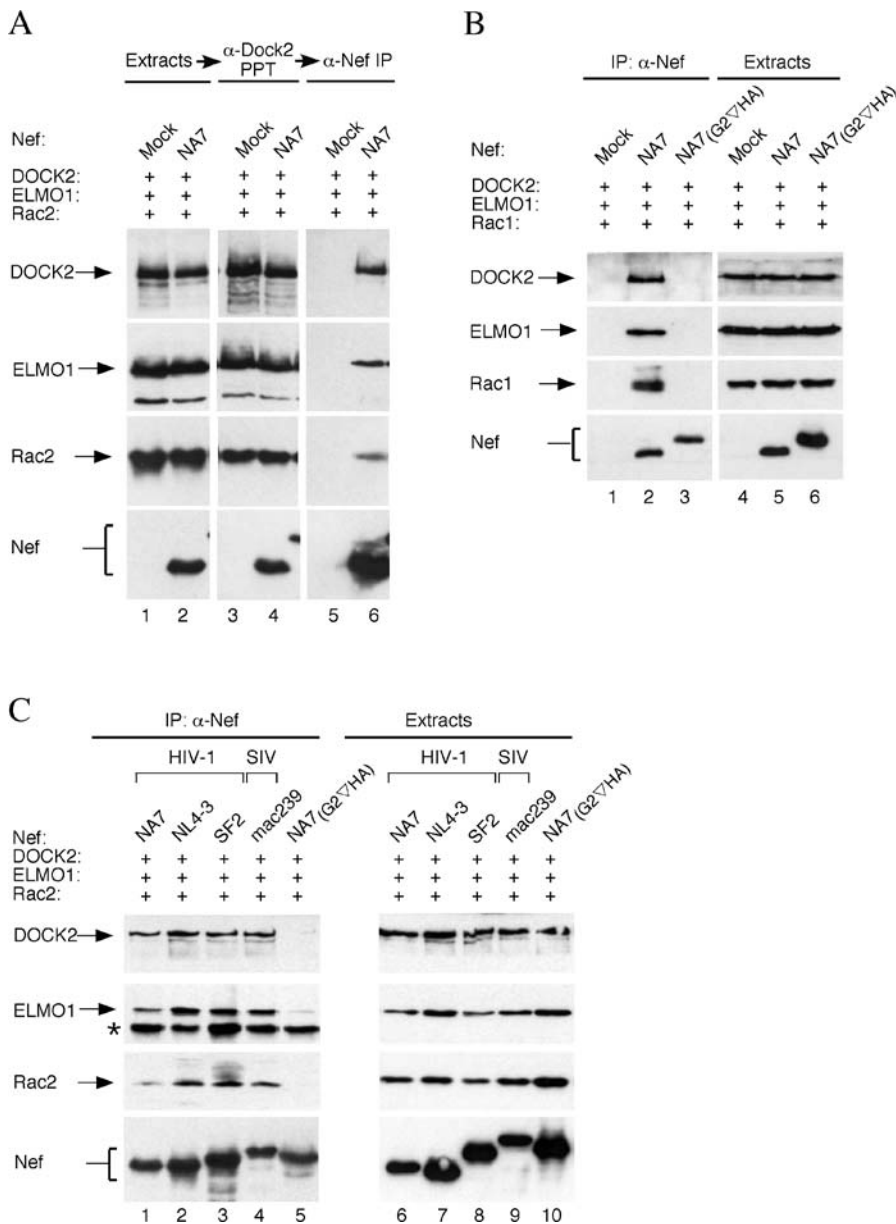 A
Extracts → α-Dock2 PPT → α-Nef IP
Nef: Mock NA7 Mock NA7 Mock NA7
DOCK2: + + + + + +
ELMO1: + + + + + +
Rac2: + + + + + +
DOCK2
ELMO1
Rac2
Nef
1 2 3 4 5 6
B
IP: α-Nef Extracts
Nef: Mock NA7 NA7(G2▽HA) Mock NA7 NA7(G2▽HA)
DOCK2: + + + + + +
ELMO1: + + + + + +
Rac1: + + + + + +
DOCK2
ELMO1
Rac1
Nef
1 2 3 4 5 6
C
IP: α-Nef Extracts
HIV-1 SIV HIV-1 SIV
Nef: NA7 NL4-3 SF2 mac239 NA7(G2▽HA) NA7 NL4-3 SF2 mac239 NA7(G2▽HA)
DOCK2: + + + + + + + + + +
ELMO1: + + + + + + + + + +
Rac2: + + + + + + + + + +
DOCK2
ELMO1
*
Rac2
Nef
1 2 3 4 5 6 7 8 9 10